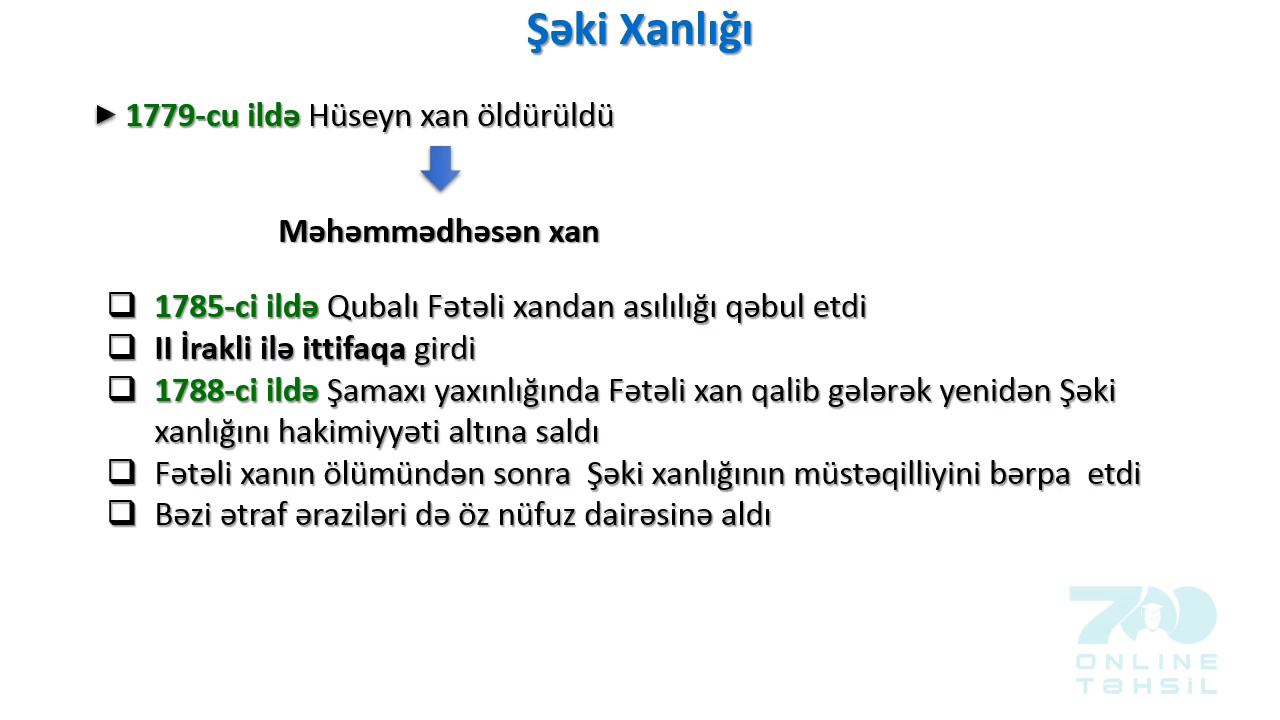 Şəki Xanlığı
► 1779-cu ildə Hüseyn xan öldürüldü
Məhəmmədhəsən xan
❑ 1785-ci ildə Qubalı Fətəli xandan asılılığı qəbul etdi
❑ II İrakli ilə ittifaqa girdi
❑ 1788-ci ildə Şamaxı yaxınlığında Fətəli xan qalib gələrək yenidən Şəki
xanlığını hakimiyyəti altına saldı
❑ Fətəli xanın ölümündən sonra  Şəki xanlığının müstəqilliyini bərpa  etdi
❑ Bəzi ətraf əraziləri də öz nüfuz dairəsinə aldı
700
ONLINE
TƏHSİL